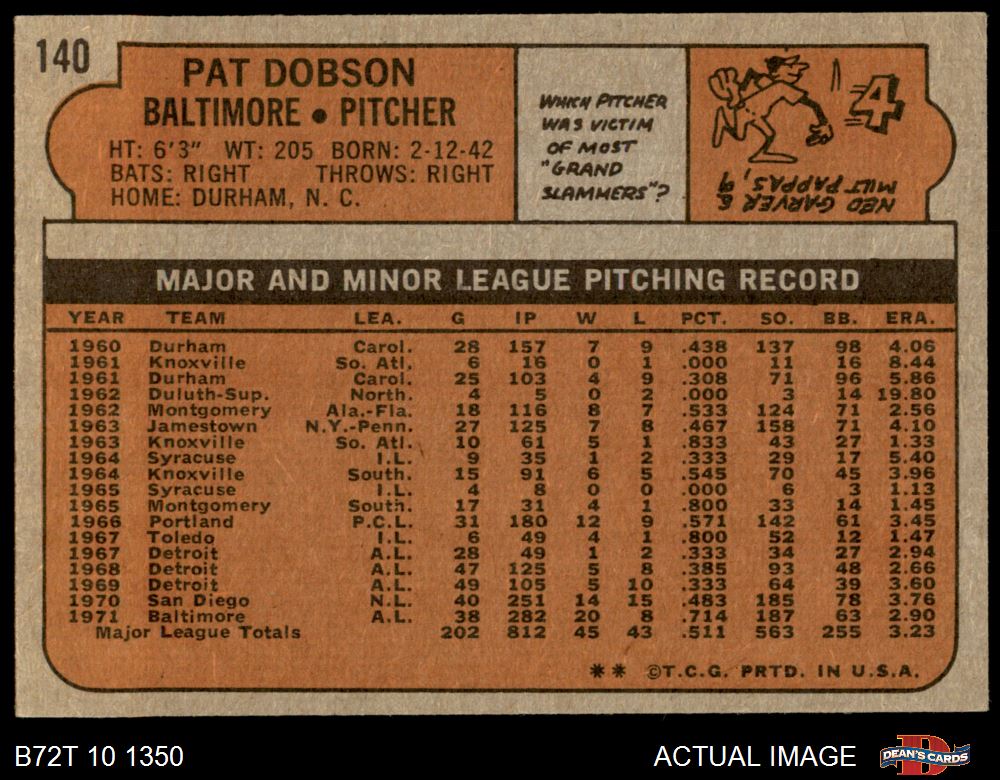 140
PAT DOBSON
BALTIMORE • PITCHER
HT: 6'3" WT: 205 BORN: 2-12-42
BATS: RIGHT THROWS: RIGHT
HOME: DURHAM, N. C.
WHICH PITCHER
WAS VICTIM
OF MOST
"GRAND
SLAMMERS"?
4
NED GARVER &
MILT PAPPAS, 9
MAJOR AND MINOR LEAGUE PITCHING RECORD
YEAR TEAM LEA. G IP W L PCT. SO. BB. ERA.
1960 Durham Carol. 28 157 7 9 .438 137 98 4.06
1961 Knoxville So. Atl. 6 16 0 1 .000 11 16 8.44
1961 Durham Carol. 25 103 4 9 .308 71 96 5.86
1962 Duluth-Sup. North. 4 5 0 2 .000 3 14 19.80
1962 Montgomery Ala.-Fla. 18 116 8 7 .533 124 71 2.56
1963 Jamestown N.Y.-Penn. 27 125 7 8 .467 158 71 4.10
1963 Knoxville So. Atl. 10 61 5 1 .833 43 27 1.33
1964 Syracuse I.L. 9 35 1 2 .333 29 17 5.40
1964 Knoxville South. 15 91 6 5 .545 70 45 3.96
1965 Syracuse I.L. 4 8 0 0 .000 6 3 1.13
1965 Montgomery South. 17 31 4 1 .800 33 14 1.45
1966 Portland P.C.L. 31 180 12 9 .571 142 61 3.45
1967 Toledo I.L. 6 49 4 1 .800 52 12 1.47
1967 Detroit A.L. 28 49 1 2 .333 34 27 2.94
1968 Detroit A.L. 47 125 5 8 .385 93 48 2.66
1969 Detroit A.L. 49 105 5 10 .333 64 39 3.60
1970 San Diego N.L. 40 251 14 15 .483 185 78 3.76
1971 Baltimore A.L. 38 282 20 8 .714 187 63 2.90
Major League Totals 202 812 45 43 .511 563 255 3.23
** ©T.C.G. PRTD. IN U.S.A.
B72T 10 1350
ACTUAL IMAGE
D
DEAN'S CARDS